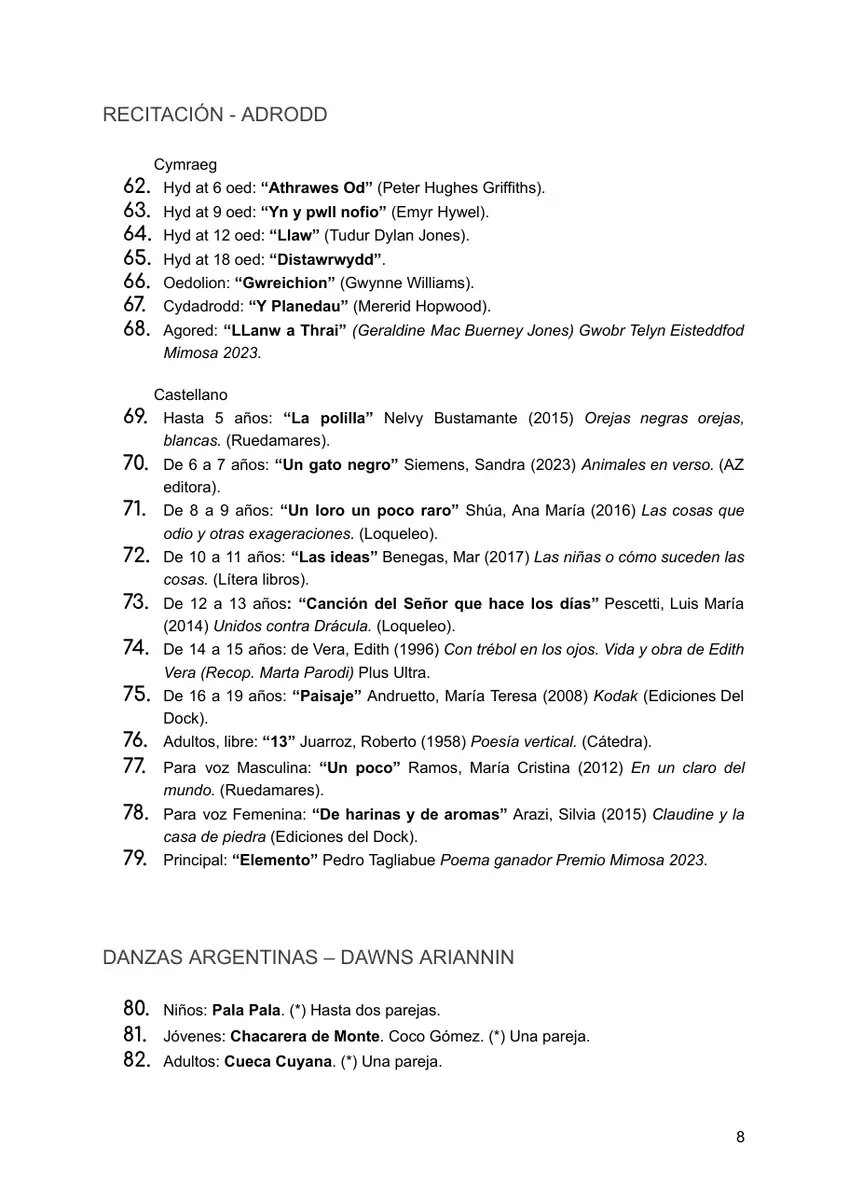 RECITACIÓN - ADRODD
Cymraeg
62. Hyd at 6 oed: “Athrawes Od” (Peter Hughes Griffiths).
63. Hyd at 9 oed: “Yn y pwll nofio” (Emyr Hywel).
64. Hyd at 12 oed: “Llaw” (Tudur Dylan Jones).
65. Hyd at 18 oed: “Distawrwydd”.
66. Oedolion: “Gwreichion” (Gwynne Williams).
67. Cydadrodd: “Y Planedau” (Mererid Hopwood).
68. Agored: “LLanw a Thrai” (Geraldine Mac Buerney Jones) Gwobr Telyn Eisteddfod
Mimosa 2023.
Castellano
69. Hasta 5 años: “La polilla” Nelvy Bustamante (2015) Orejas negras orejas,
blancas. (Ruedamares).
70. De 6 a 7 años: “Un gato negro” Siemens, Sandra (2023) Animales en verso. (AZ
editora).
71. De 8 a 9 años: “Un loro un poco raro” Shúa, Ana María (2016) Las cosas que
odio y otras exageraciones. (Loqueleo).
72. De 10 a 11 años: “Las ideas” Benegas, Mar (2017) Las niñas o cómo suceden las
cosas. (Lítera libros).
73. De 12 a 13 años: “Canción del Señor que hace los días” Pescetti, Luis María
(2014) Unidos contra Drácula. (Loqueleo).
74. De 14 a 15 años: de Vera, Edith (1996) Con trébol en los ojos. Vida y obra de Edith
Vera (Recop. Marta Parodi) Plus Ultra.
75. De 16 a 19 años: “Paisaje” Andruetto, María Teresa (2008) Kodak (Ediciones Del
Dock).
76. Adultos, libre: “13” Juarroz, Roberto (1958) Poesía vertical. (Cátedra).
77. Para voz Masculina: “Un poco” Ramos, María Cristina (2012) En un claro del
mundo. (Ruedamares).
78. Para voz Femenina: “De harinas y de aromas” Arazi, Silvia (2015) Claudine y la
casa de piedra (Ediciones del Dock).
79. Principal: “Elemento” Pedro Tagliabue Poema ganador Premio Mimosa 2023.
DANZAS ARGENTINAS – DAWNS ARIANNIN
80. Niños: Pala Pala. (*) Hasta dos parejas.
81. Jóvenes: Chacarera de Monte. Coco Gómez. (*) Una pareja.
82. Adultos: Cueca Cuyana. (*) Una pareja.
8